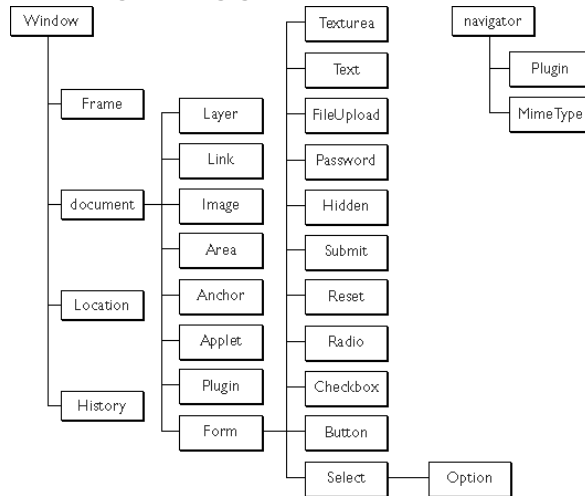 Window
Frame
document
Location
History
Layer
Link
Image
Area
Anchor
Applet
Plugin
Form
Texturea
Text
FileUpload
Password
Hidden
Submit
Reset
Radio
Checkbox
Button
Select
Option
navigator
Plugin
MimeType